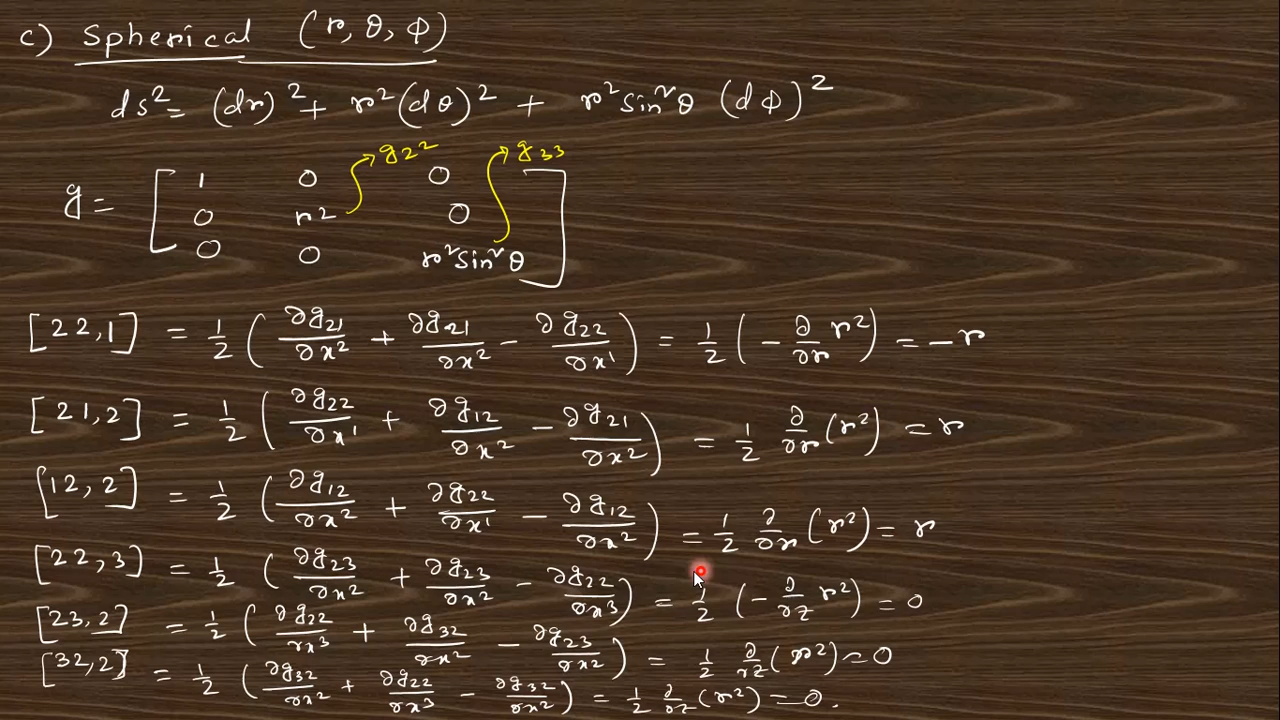 c) Spherical (r, θ, ϕ)
ds² = (dr)² + r²(dθ)² + r²sin²θ (dϕ)²
g₂₂ g₃₃
g = [ 1 0 0
0 r² 0
0 0 r²sin²θ ]
[22,1] = 1/2 ( ∂g₂₁/∂x² + ∂g₂₁/∂x² − ∂g₂₂/∂x¹ ) = 1/2 ( − ∂/∂r r² ) = −r
[21,2] = 1/2 ( ∂g₂₂/∂x¹ + ∂g₁₂/∂x² − ∂g₂₁/∂x² ) = 1/2 ∂/∂r (r²) = r
[12,2] = 1/2 ( ∂g₁₂/∂x² + ∂g₂₂/∂x¹ − ∂g₁₂/∂x² ) = 1/2 ∂/∂r (r²) = r
[22,3] = 1/2 ( ∂g₂₃/∂x² + ∂g₂₃/∂x² − ∂g₂₂/∂x³ ) = 1/2 ( − ∂/∂z r² ) = 0
[23,2] = 1/2 ( ∂g₂₂/∂x³ + ∂g₃₂/∂x² − ∂g₂₃/∂x² ) = 1/2 ∂/∂z (r²) = 0
[32,2] = 1/2 ( ∂g₃₂/∂x² + ∂g₂₂/∂x³ − ∂g₃₂/∂x² ) = 1/2 ∂/∂z (r²) = 0.